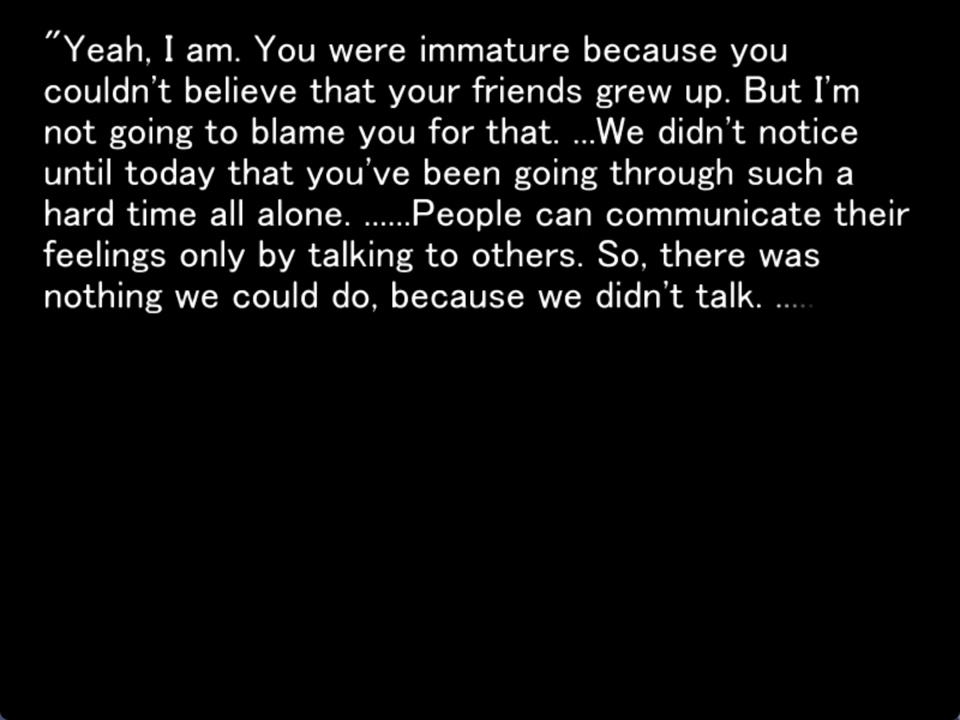 "Yeah, I am. You were immature because you
couldn't believe that your friends grew up. But I'm
not going to blame you for that. ...We didn't notice
until today that you've been going through such a
hard time all alone. ......People can communicate their
feelings only by talking to others. So, there was
nothing we could do, because we didn't talk. .....